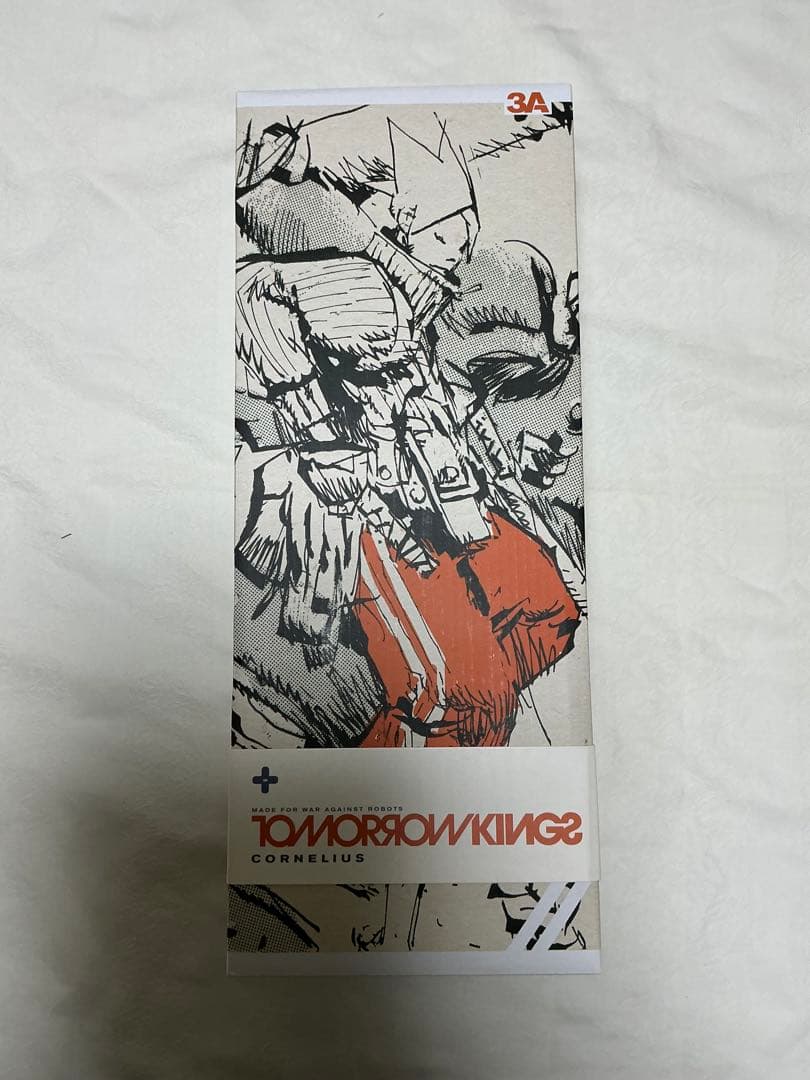 3A
MADE FOR WAR AGAINST ROBOTS
TOMORROW KINGS
CORNELIUS